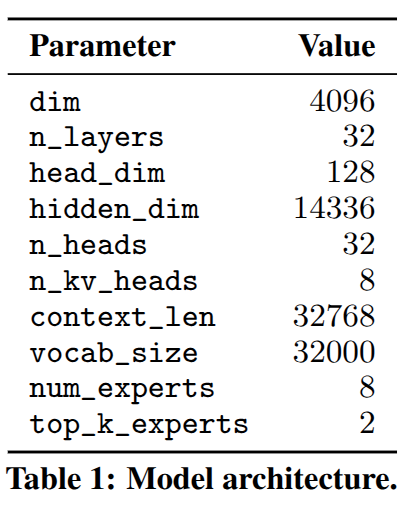 Parameter Value
dim 4096
n_layers 32
head_dim 128
hidden_dim 14336
n_heads 32
n_kv_heads 8
context_len 32768
vocab_size 32000
num_experts 8
top_k_experts 2
Table 1: Model architecture.